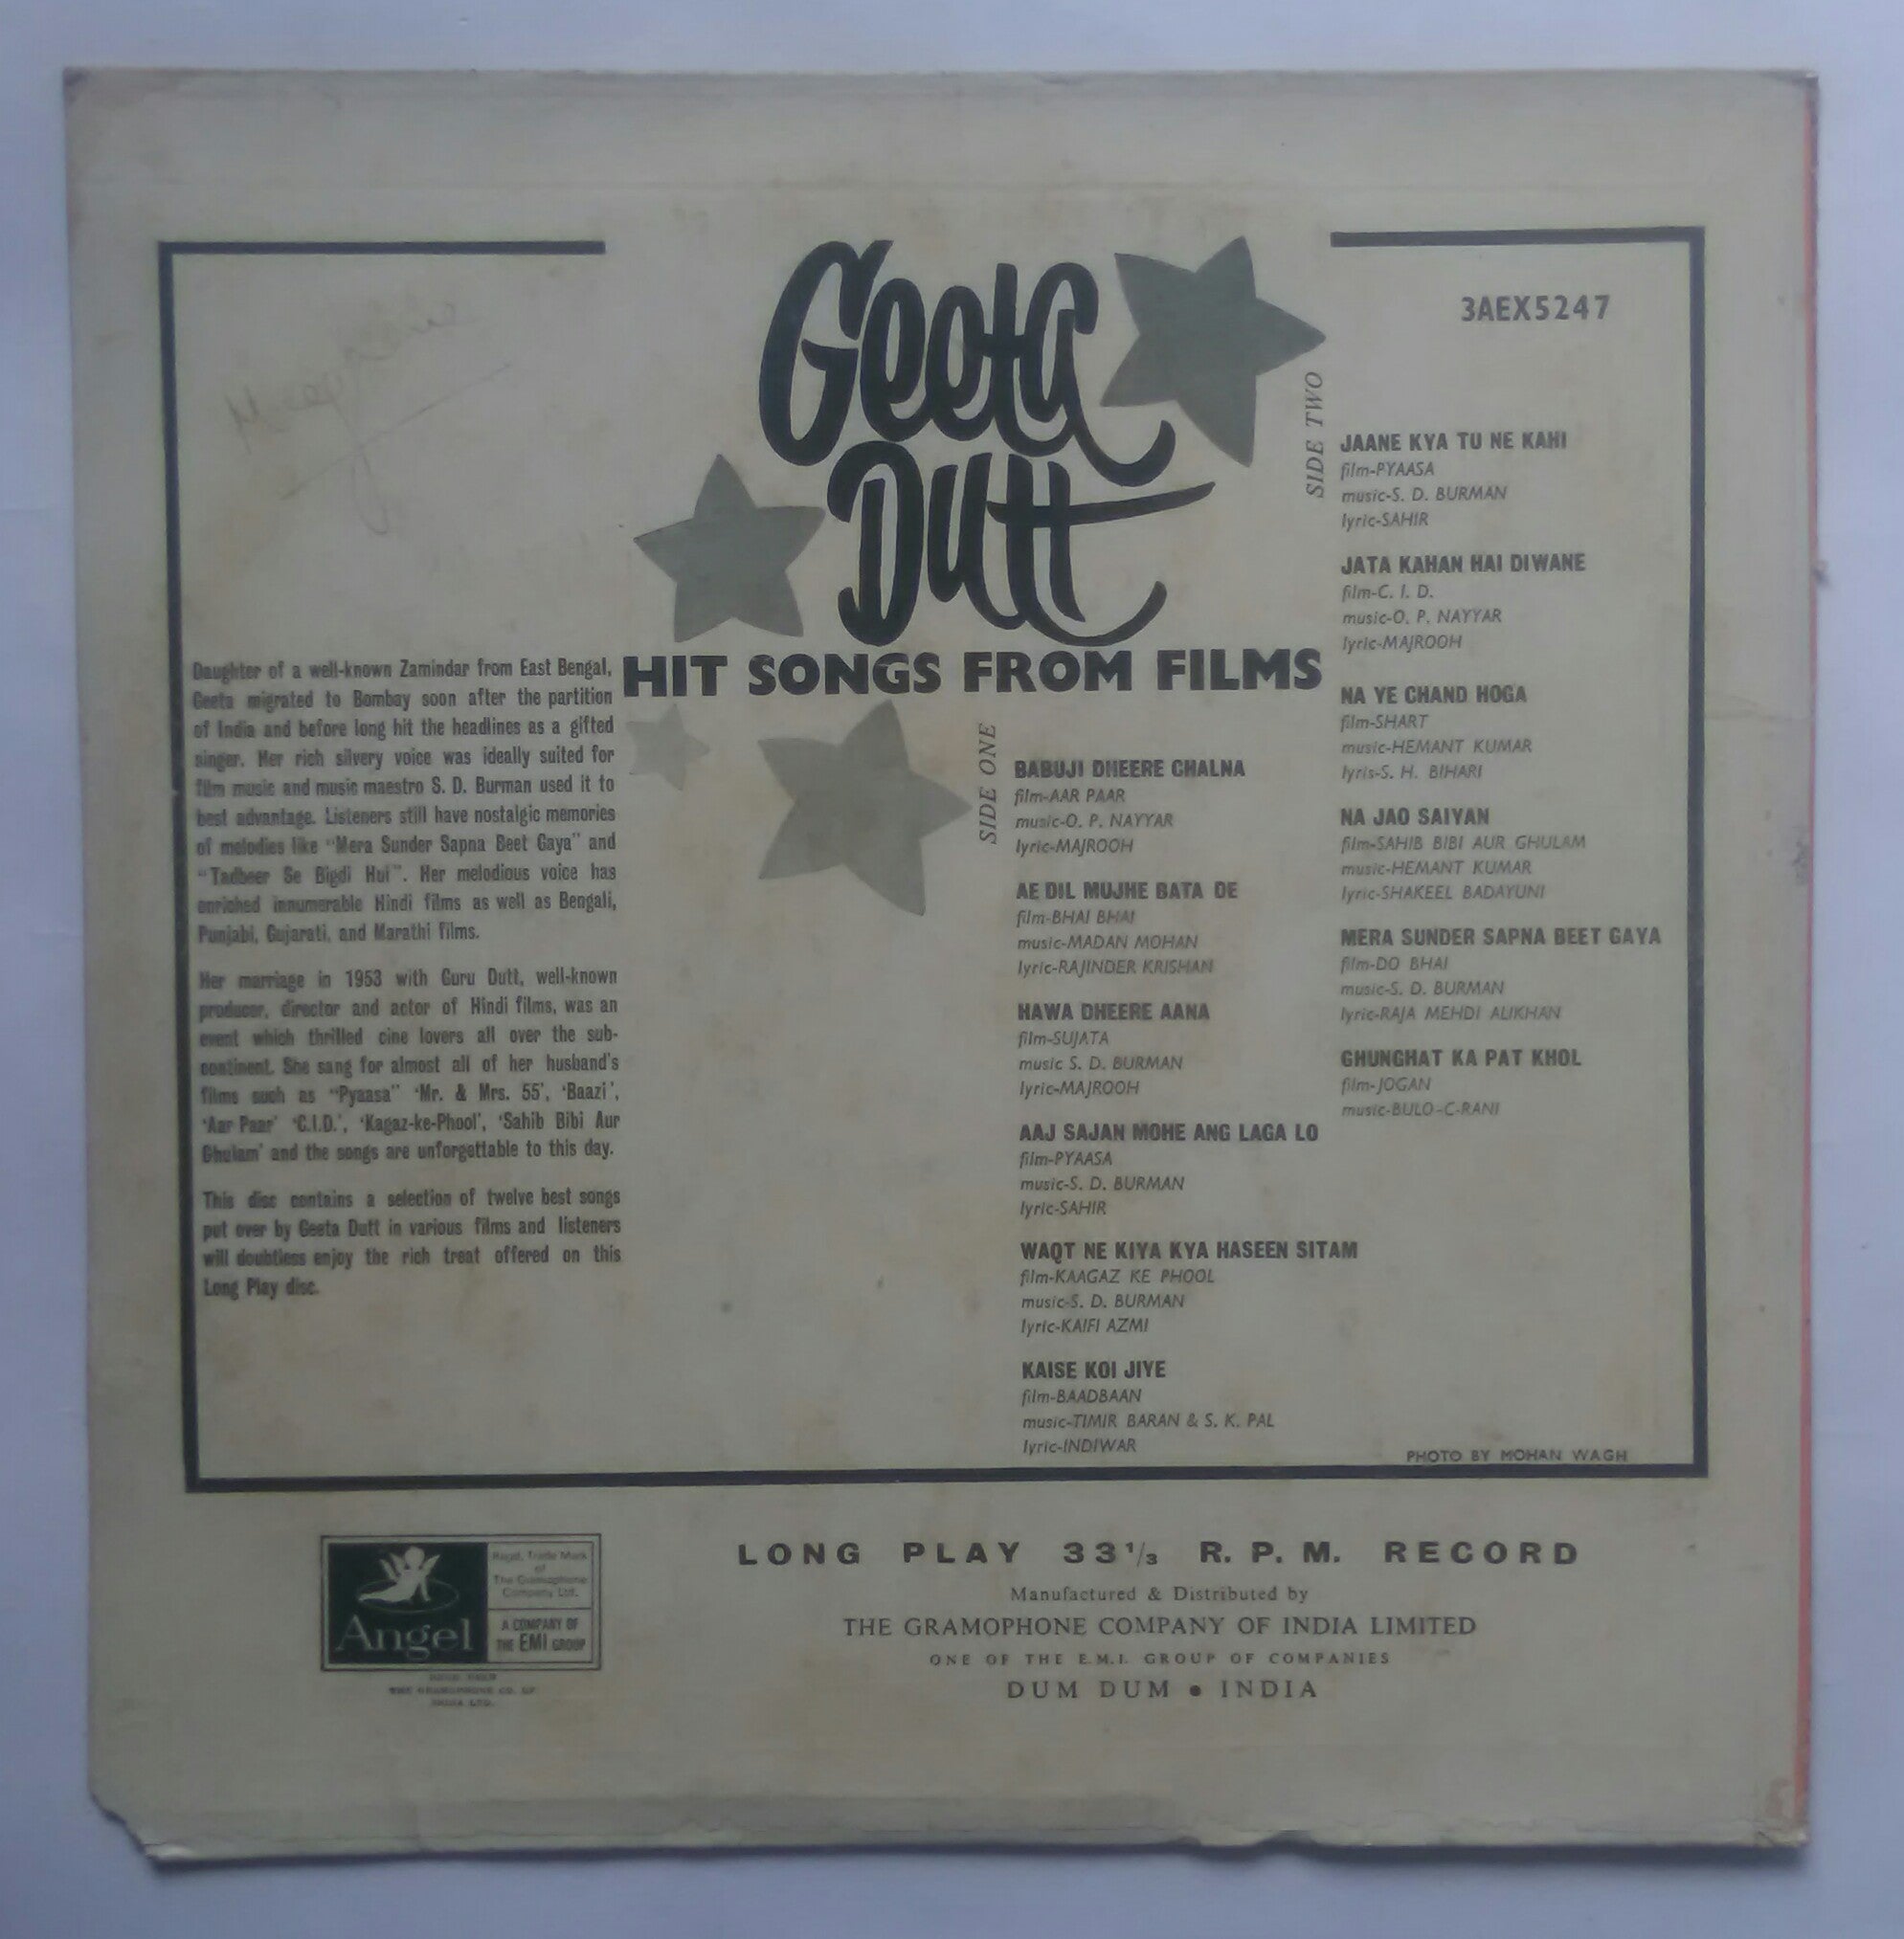 Geeta
Dutt
HIT SONGS FROM FILMS
3AEX5247
Daughter of a well-known Zamindar from East Bengal,
Geeta migrated to Bombay soon after the partition
of India and before long hit the headlines as a gifted
singer. Her rich silvery voice was ideally suited for
film music and music maestro S. D. Burman used it to
best advantage. Listeners still have nostalgic memories
of melodies like "Mera Sunder Sapna Beet Gaya" and
"Tadbeer Se Bigdi Hui". Her melodious voice has
enriched innumerable Hindi films as well as Bengali,
Punjabi, Gujarati, and Marathi films.
Her marriage in 1953 with Guru Dutt, well-known
producer, director and actor of Hindi films, was an
event which thrilled cine lovers all over the sub-
continent. She sang for almost all of her husband's
films such as "Pyaasa" 'Mr. & Mrs. 55', 'Baazi',
'Aar Paar' 'C.I.D.', 'Kagaz-ke-Phool', 'Sahib Bibi Aur
Ghulam' and the songs are unforgettable to this day.
This disc contains a selection of twelve best songs
put over by Geeta Dutt in various films and listeners
will doubtless enjoy the rich treat offered on this
Long Play disc.
SIDE ONE
BABUJI DHEERE CHALNA
film-AAR PAAR
music-O. P. NAYYAR
lyric-MAJROOH
AE DIL MUJHE BATA DE
film-BHAI BHAI
music-MADAN MOHAN
lyric-RAJINDER KRISHAN
HAWA DHEERE AANA
film-SUJATA
music S. D. BURMAN
lyric-MAJROOH
AAJ SAJAN MOHE ANG LAGA LO
film-PYAASA
music-S. D. BURMAN
lyric-SAHIR
WAQT NE KIYA KYA HASEEN SITAM
film-KAAGAZ KE PHOOL
music-S. D. BURMAN
lyric-KAIFI AZMI
KAISE KOI JIYE
film-BAADBAAN
music-TIMIR BARAN & S. K. PAL
lyric-INDIWAR
SIDE TWO
JAANE KYA TU NE KAHI
film-PYAASA
music-S. D. BURMAN
lyric-SAHIR
JATA KAHAN HAI DIWANE
film-C. I. D.
music-O. P. NAYYAR
lyric-MAJROOH
NA YE CHAND HOGA
film-SHART
music-HEMANT KUMAR
lyris-S. H. BIHARI
NA JAO SAIYAN
film-SAHIB BIBI AUR GHULAM
music-HEMANT KUMAR
lyric-SHAKEEL BADAYUNI
MERA SUNDER SAPNA BEET GAYA
film-DO BHAI
music-S. D. BURMAN
lyric-RAJA MEHDI ALIKHAN
GHUNGHAT KA PAT KHOL
film-JOGAN
music-BULO-C-RANI
PHOTO BY MOHAN WAGH
Angel
Regd. Trade Mark
of
The Gramophone
Company Ltd.
A COMPANY OF
THE EMI GROUP
THE GRAMOPHONE CO. OF
INDIA LTD.
LONG PLAY 33⅓ R. P. M. RECORD
Manufactured & Distributed by
THE GRAMOPHONE COMPANY OF INDIA LIMITED
ONE OF THE E.M.I. GROUP OF COMPANIES
DUM DUM • INDIA